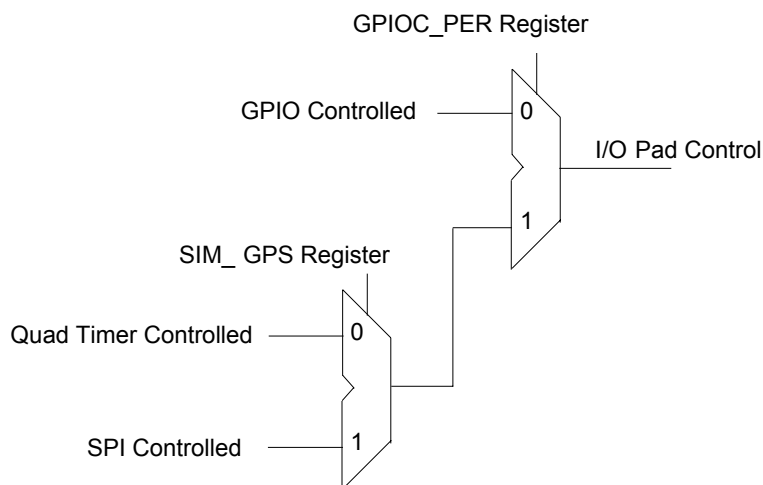 GPIOC_PER Register
GPIO Controlled
0
I/O Pad Control
1
SIM_ GPS Register
Quad Timer Controlled
0
SPI Controlled
1